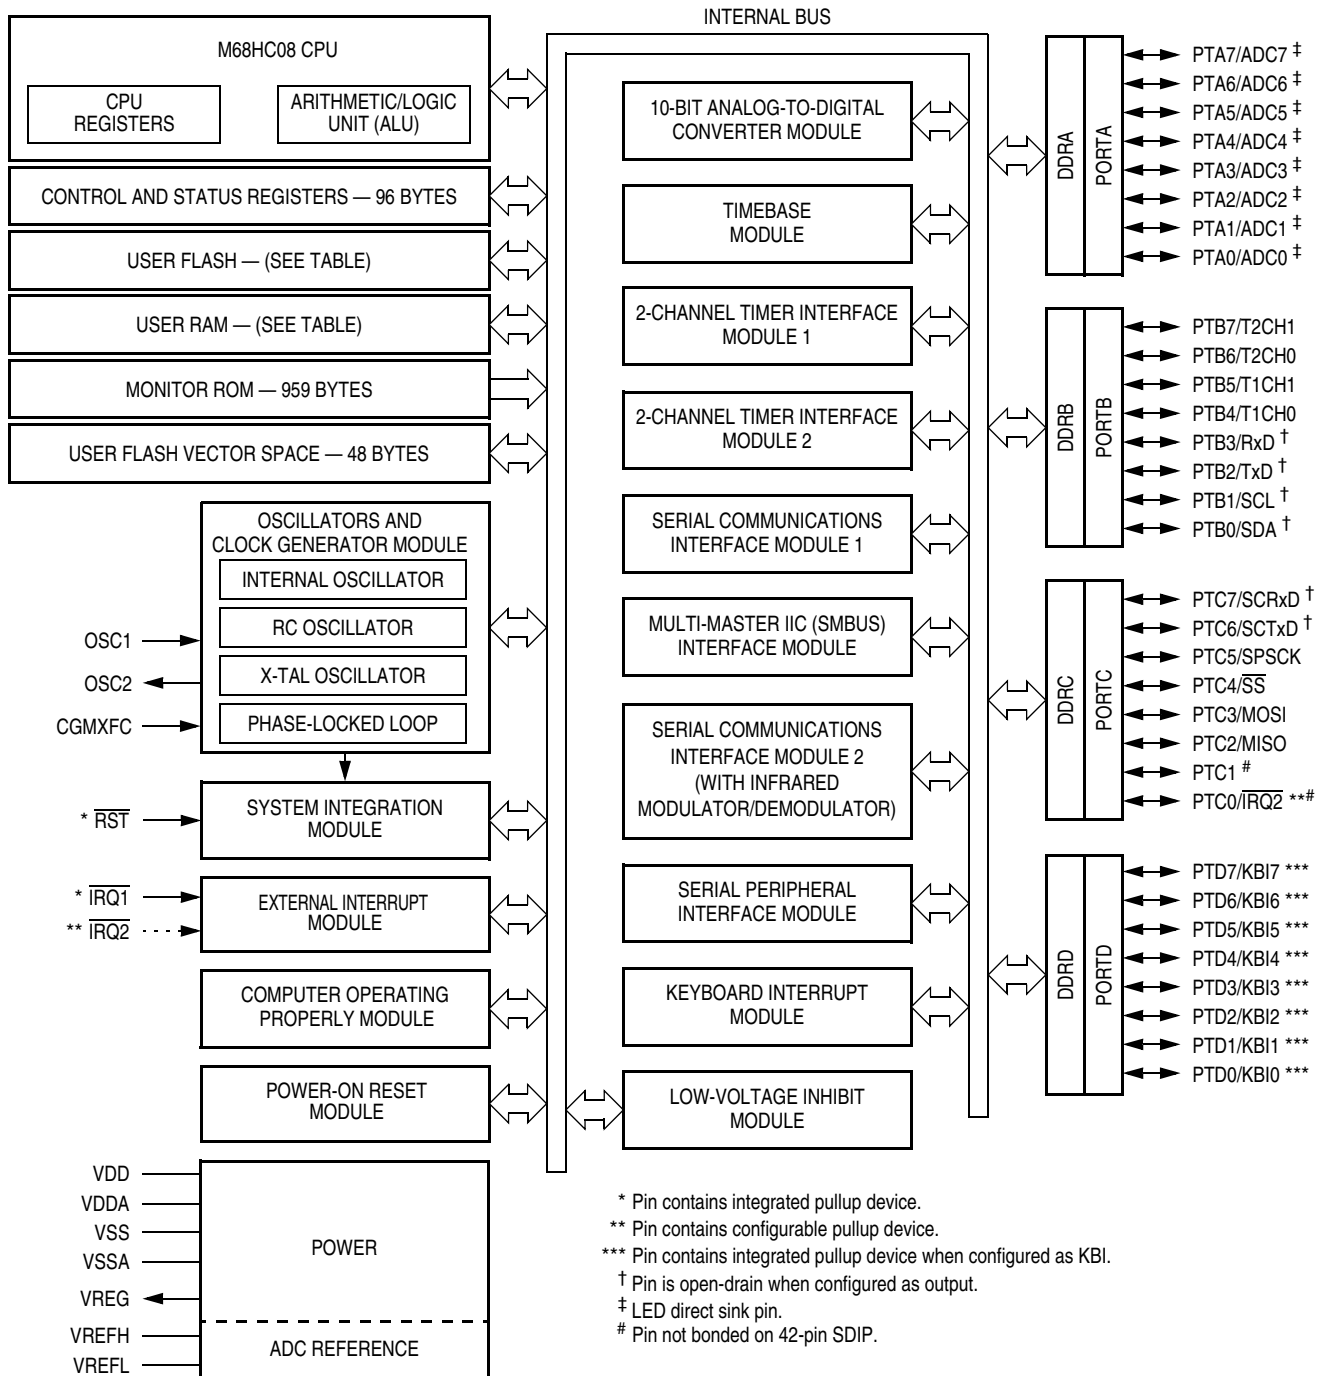 INTERNAL BUS
M68HC08 CPU
CPU
REGISTERS
ARITHMETIC/LOGIC
UNIT (ALU)
CONTROL AND STATUS REGISTERS — 96 BYTES
USER FLASH — (SEE TABLE)
USER RAM — (SEE TABLE)
MONITOR ROM — 959 BYTES
USER FLASH VECTOR SPACE — 48 BYTES
OSCILLATORS AND
CLOCK GENERATOR MODULE
INTERNAL OSCILLATOR
RC OSCILLATOR
X-TAL OSCILLATOR
PHASE-LOCKED LOOP
OSC1
OSC2
CGMXFC
SYSTEM INTEGRATION
MODULE
* R̅S̅T̅
EXTERNAL INTERRUPT
MODULE
* I̅R̅Q̅1̅
** I̅R̅Q̅2̅
COMPUTER OPERATING
PROPERLY MODULE
POWER-ON RESET
MODULE
VDD
VDDA
VSS
VSSA
VREG
VREFH
VREFL
POWER
ADC REFERENCE
10-BIT ANALOG-TO-DIGITAL
CONVERTER MODULE
TIMEBASE
MODULE
2-CHANNEL TIMER INTERFACE
MODULE 1
2-CHANNEL TIMER INTERFACE
MODULE 2
SERIAL COMMUNICATIONS
INTERFACE MODULE 1
MULTI-MASTER IIC (SMBUS)
INTERFACE MODULE
SERIAL COMMUNICATIONS
INTERFACE MODULE 2
(WITH INFRARED
MODULATOR/DEMODULATOR)
SERIAL PERIPHERAL
INTERFACE MODULE
KEYBOARD INTERRUPT
MODULE
LOW-VOLTAGE INHIBIT
MODULE
DDRA
PORTA
PTA7/ADC7 ‡
PTA6/ADC6 ‡
PTA5/ADC5 ‡
PTA4/ADC4 ‡
PTA3/ADC3 ‡
PTA2/ADC2 ‡
PTA1/ADC1 ‡
PTA0/ADC0 ‡
DDRB
PORTB
PTB7/T2CH1
PTB6/T2CH0
PTB5/T1CH1
PTB4/T1CH0
PTB3/RxD †
PTB2/TxD †
PTB1/SCL †
PTB0/SDA †
DDRC
PORTC
PTC7/SCRxD †
PTC6/SCTxD †
PTC5/SPSCK
PTC4/S̅S̅
PTC3/MOSI
PTC2/MISO
PTC1 #
PTC0/I̅R̅Q̅2̅ **#
DDRD
PORTD
PTD7/KBI7 ***
PTD6/KBI6 ***
PTD5/KBI5 ***
PTD4/KBI4 ***
PTD3/KBI3 ***
PTD2/KBI2 ***
PTD1/KBI1 ***
PTD0/KBI0 ***
* Pin contains integrated pullup device.
** Pin contains configurable pullup device.
*** Pin contains integrated pullup device when configured as KBI.
† Pin is open-drain when configured as output.
‡ LED direct sink pin.
# Pin not bonded on 42-pin SDIP.